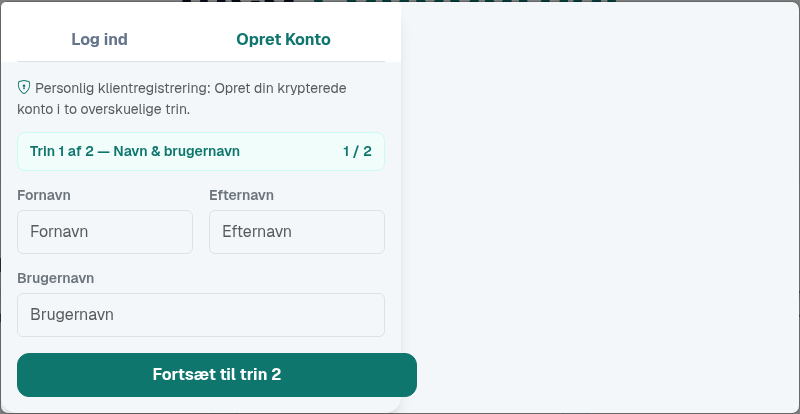 Log ind
Opret Konto
Personlig klientregistrering: Opret din krypterede
konto i to overskuelige trin.
Trin 1 af 2 — Navn & brugernavn
1 / 2
Fornavn
Efternavn
Fornavn
Efternavn
Brugernavn
Brugernavn
Fortsæt til trin 2